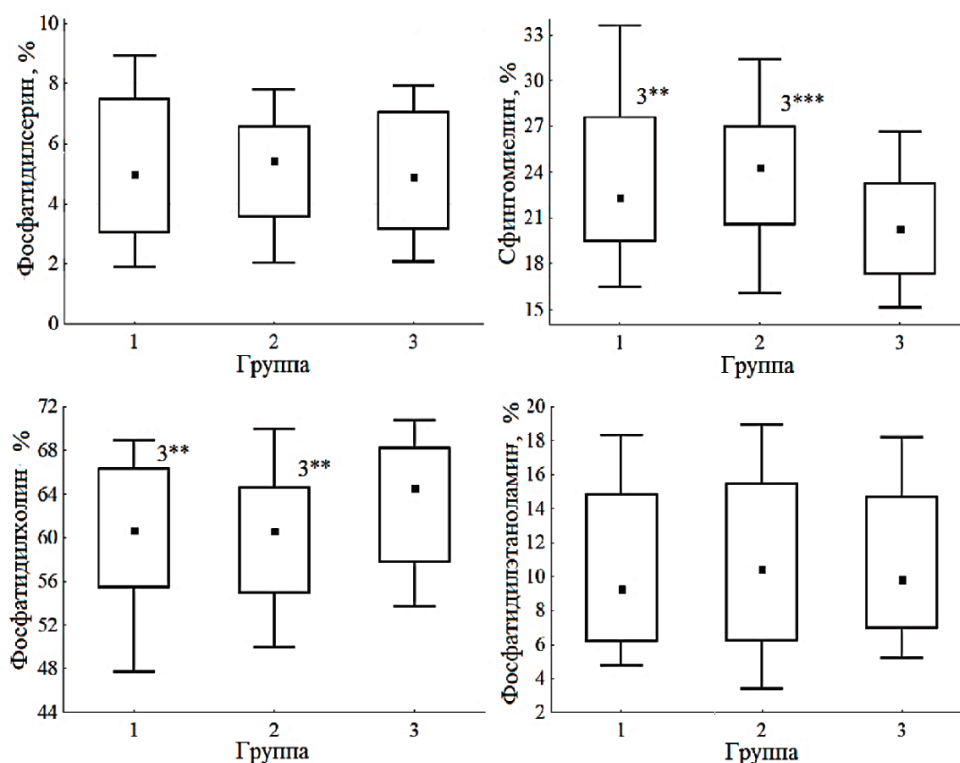 Фосфатидилсерин, %
10
8
6
4
2
0
1 2 3
Группа
Сфингомиелин, %
33
30
27
24
21
18
15
3**
3***
1 2 3
Группа
Фосфатидилхолин %
72
68
64
60
56
52
48
44
3**
3**
1 2 3
Группа
Фосфатидилэтаноламин, %
20
18
16
14
12
10
8
6
4
2
1 2 3
Группа